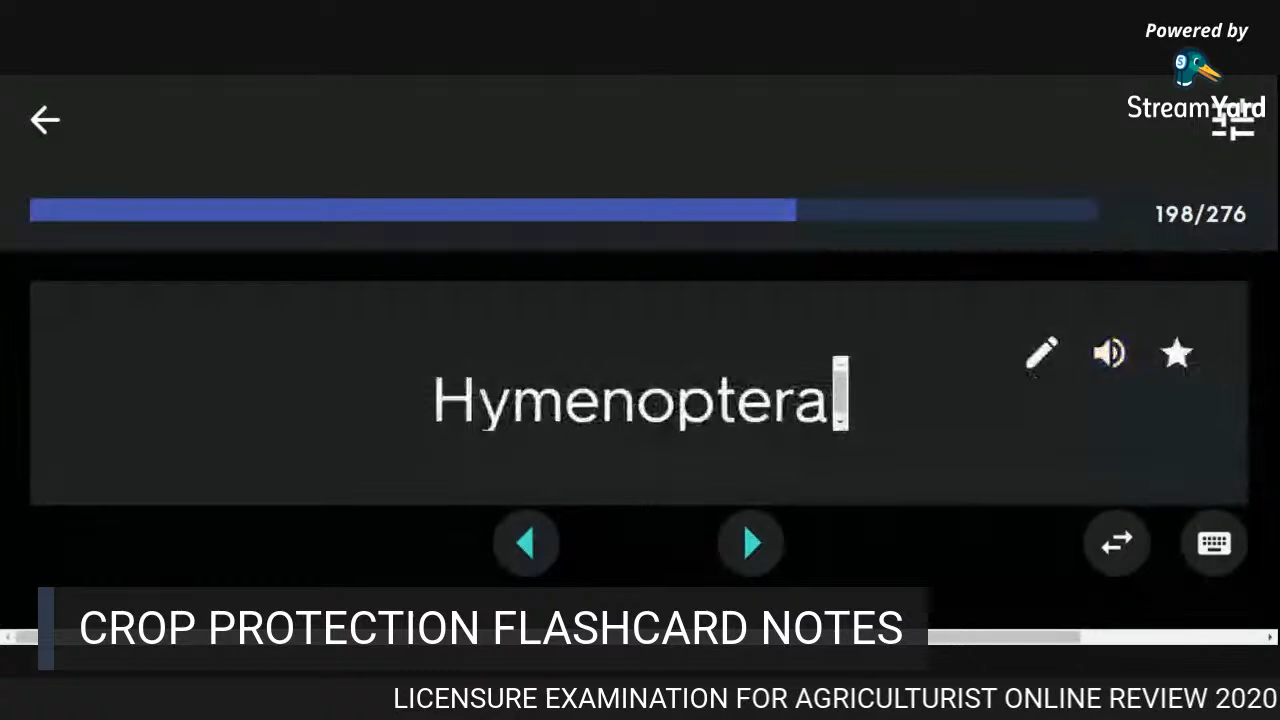 Powered by
StreamYard
198/276
Hymenoptera
CROP PROTECTION FLASHCARD NOTES
LICENSURE EXAMINATION FOR AGRICULTURIST ONLINE REVIEW 2020